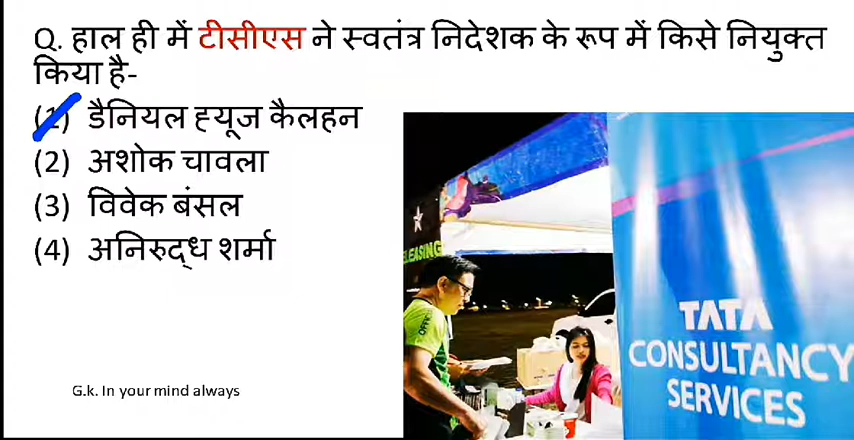 Q. हाल ही में टीसीएस ने स्वतंत्र निदेशक के रूप में किसे नियुक्त
किया है-
(1) डैनियल ह्यूज कैलहन
(2) अशोक चावला
(3) विवेक बंसल
(4) अनिरुद्ध शर्मा
LEASING
TATA
CONSULTANCY
SERVICES
G.k. In your mind always